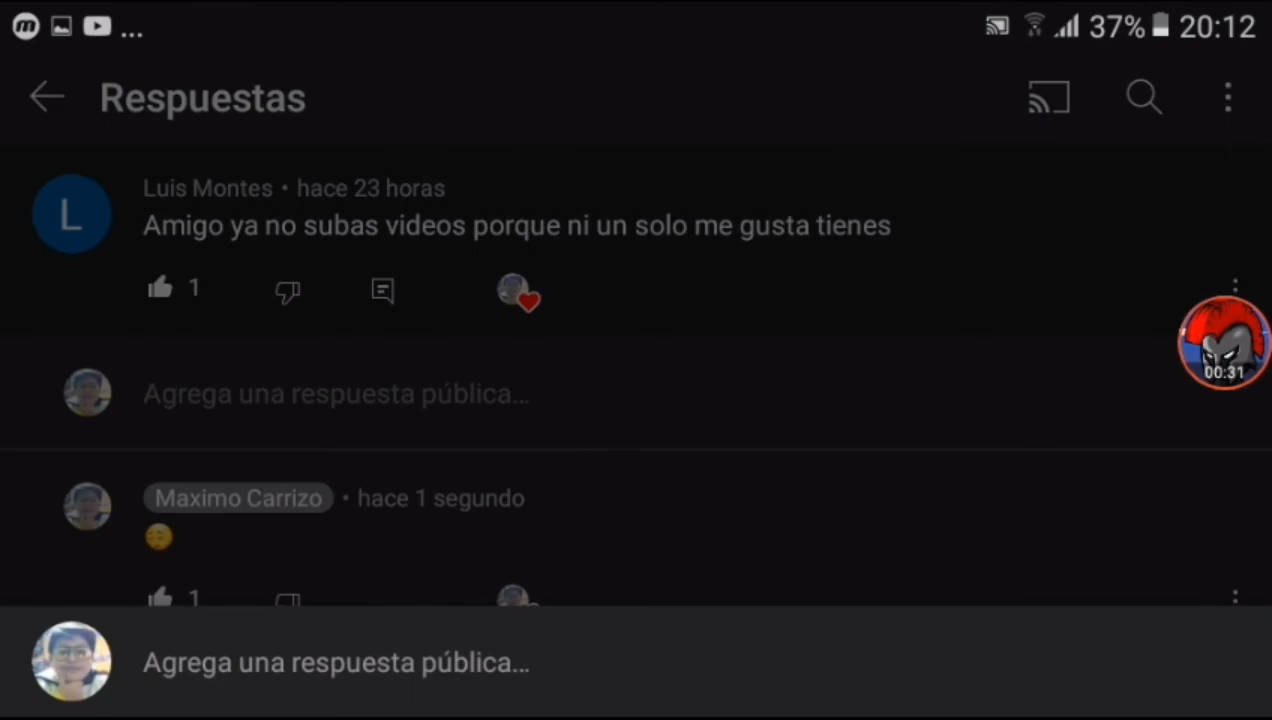 ... 37% 20:12
Respuestas
L
Luis Montes • hace 23 horas
Amigo ya no subas videos porque ni un solo me gusta tienes
1
00:31
Agrega una respuesta pública...
Maximo Carrizo • hace 1 segundo
1
Agrega una respuesta pública...